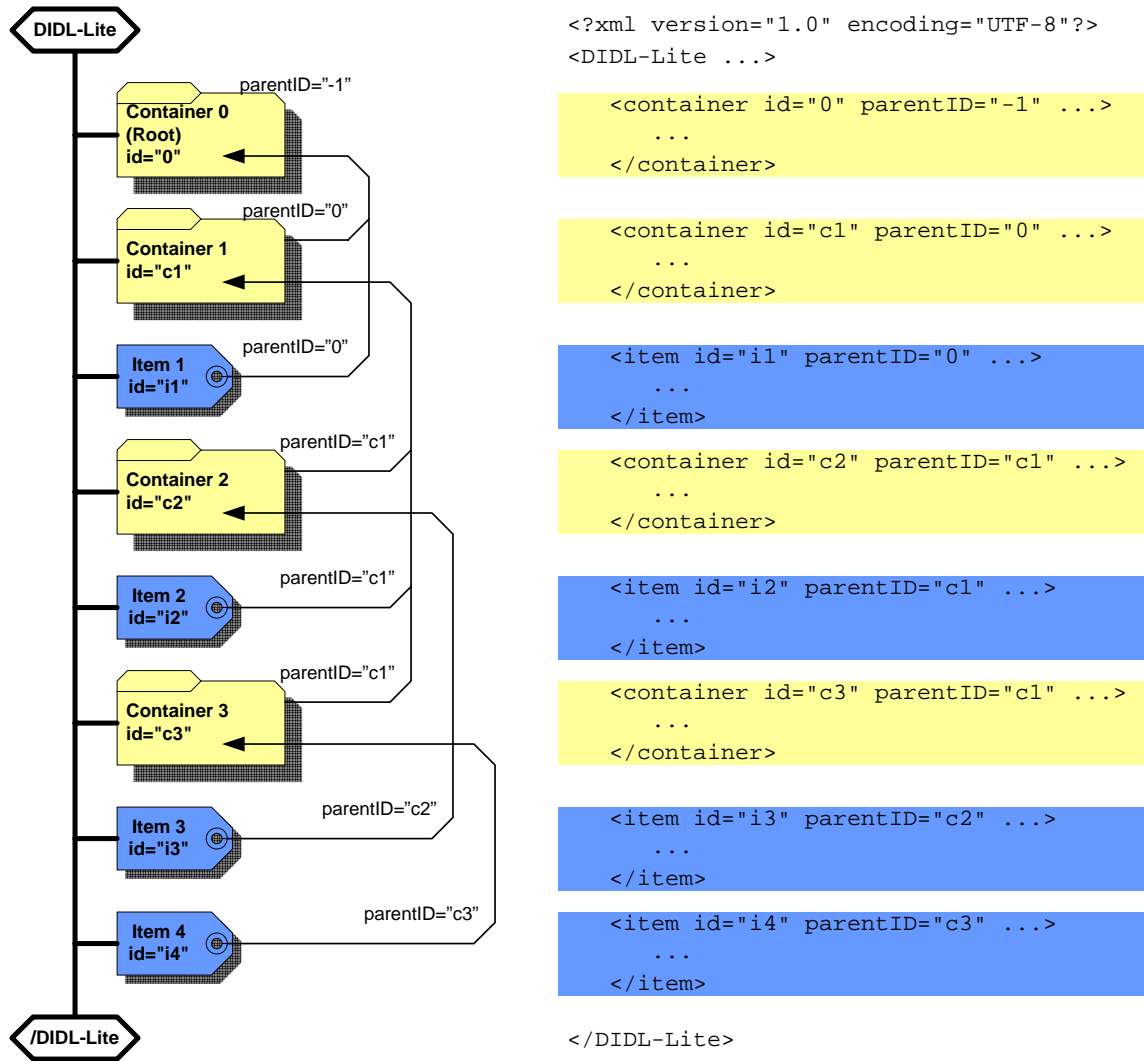 DIDL-Lite
parentID="-1”
Container 0
(Root)
id="0"
parentID="0”
Container 1
id="c1"
parentID="0”
Item 1
id="i1"
parentID="c1”
Container 2
id="c2"
parentID="c1”
Item 2
id="i2"
parentID="c1”
Container 3
id="c3"
parentID=”c2”
Item 3
id="i3"
parentID=”c3”
Item 4
id="i4"
/DIDL-Lite
<?xml version="1.0" encoding="UTF-8"?>
<DIDL-Lite ...>
<container id="0" parentID="-1" ...>
...
</container>
<container id="c1" parentID="0" ...>
...
</container>
<item id="i1" parentID="0" ...>
...
</item>
<container id="c2" parentID="c1" ...>
...
</container>
<item id="i2" parentID="c1" ...>
...
</item>
<container id="c3" parentID="c1" ...>
...
</container>
<item id="i3" parentID="c2" ...>
...
</item>
<item id="i4" parentID="c3" ...>
...
</item>
</DIDL-Lite>